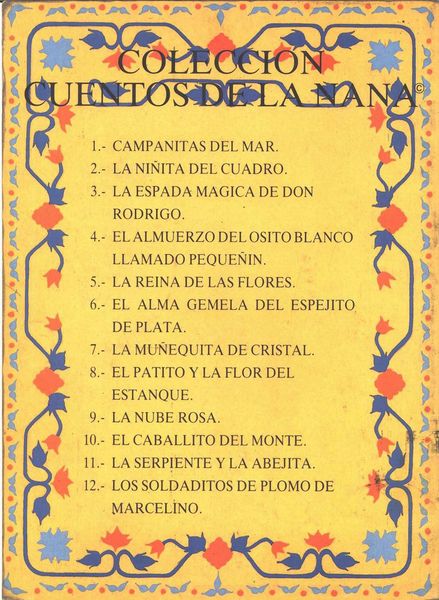 COLECCION
CUENTOS DE LA NANA©
1.- CAMPANITAS DEL MAR.
2.- LA NIÑITA DEL CUADRO.
3.- LA ESPADA MAGICA DE DON
RODRIGO.
4.- EL ALMUERZO DEL OSITO BLANCO
LLAMADO PEQUEÑIN.
5.- LA REINA DE LAS FLORES.
6.- EL ALMA GEMELA DEL ESPEJITO
DE PLATA.
7.- LA MUÑEQUITA DE CRISTAL.
8.- EL PATITO Y LA FLOR DEL
ESTANQUE.
9.- LA NUBE ROSA.
10.- EL CABALLITO DEL MONTE.
11.- LA SERPIENTE Y LA ABEJITA.
12.- LOS SOLDADITOS DE PLOMO DE
MARCELINO.